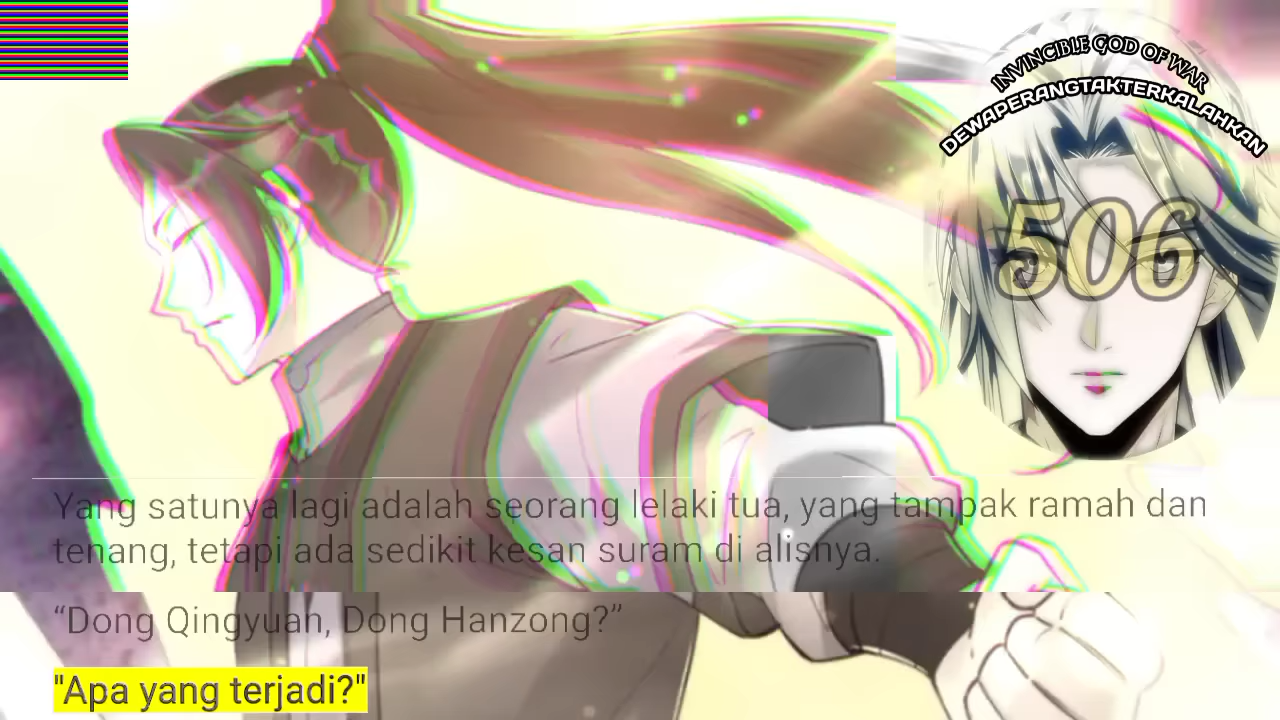 INVINCIBLE GOD OF WAR
DEWAPERANGTAKTERKALAHKAN
506
Yang satunya lagi adalah seorang lelaki tua, yang tampak ramah dan
tenang, tetapi ada sedikit kesan suram di alisnya.
“Dong Qingyuan, Dong Hanzong?”
"Apa yang terjadi?"